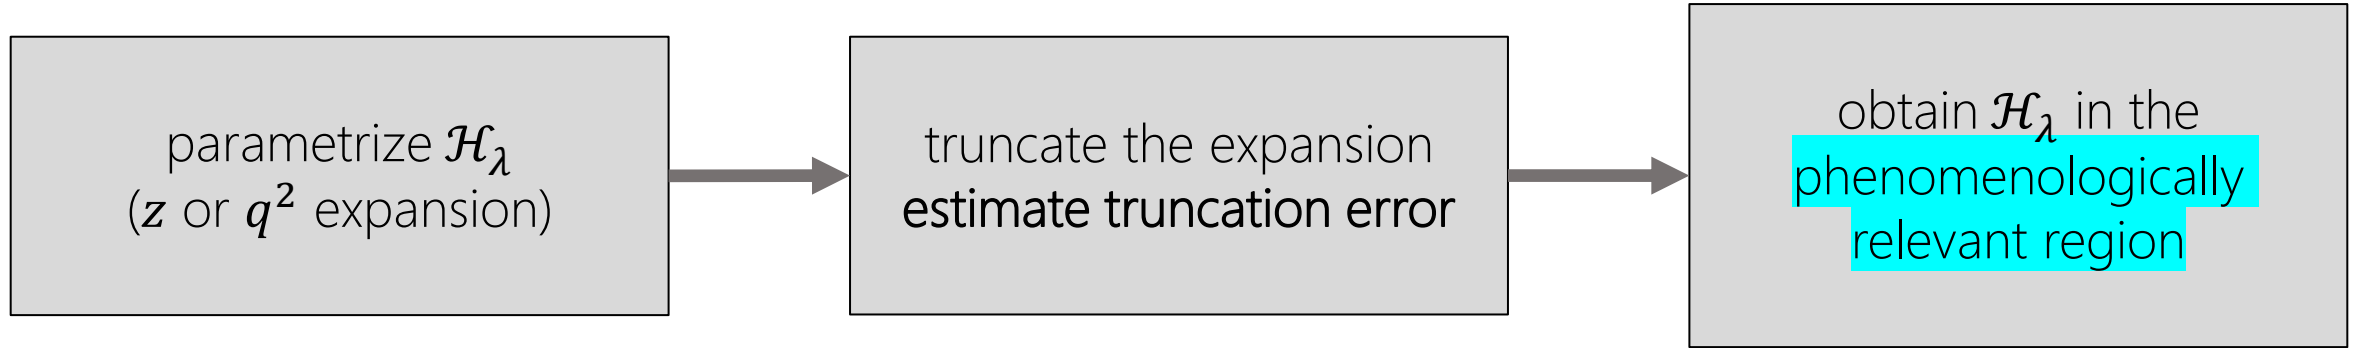 parametrize ℋ_λ
(z or q² expansion)
truncate the expansion
estimate truncation error
obtain ℋ_λ in the
phenomenologically
relevant region